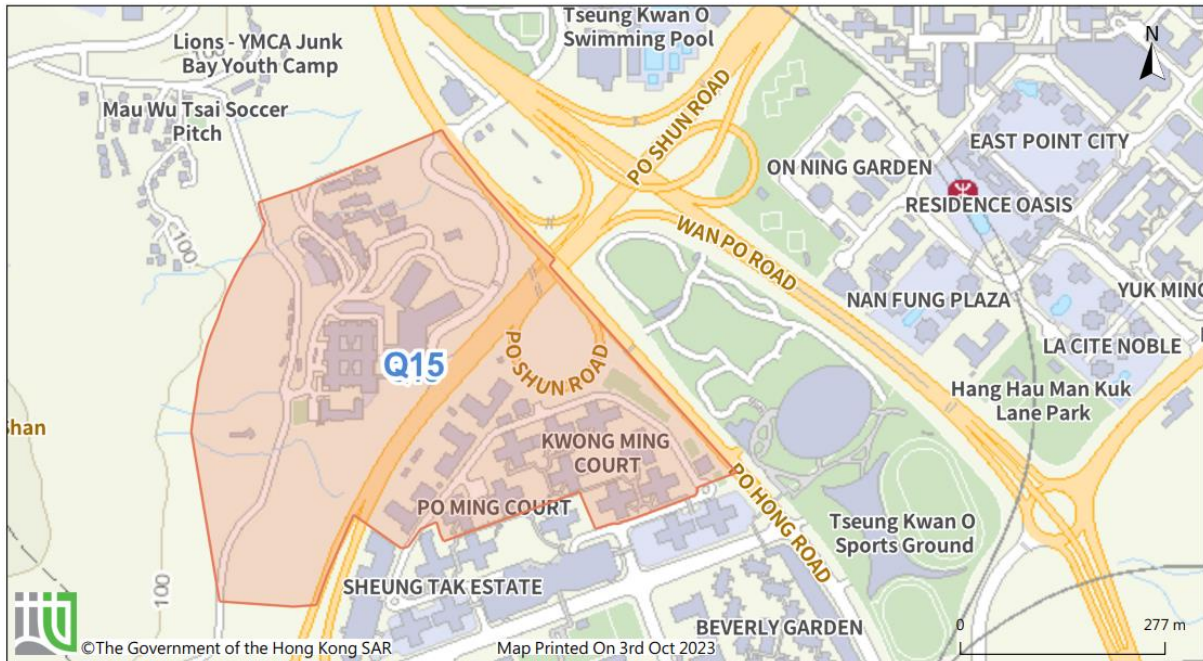 Tseung Kwan O
Swimming Pool
N
Lions - YMCA Junk
Bay Youth Camp
Mau Wu Tsai Soccer
Pitch
PO SHUN ROAD
EAST POINT CITY
ON NING GARDEN
RESIDENCE OASIS
100
WAN PO ROAD
NAN FUNG PLAZA
YUK MING
LA CITE NOBLE
Q15
PO SHUN ROAD
Hang Hau Man Kuk
Lane Park
KWONG MING
COURT
PO MING COURT
PO HONG ROAD
Tseung Kwan O
Sports Ground
SHEUNG TAK ESTATE
100
BEVERLY GARDEN
0
277 m
©The Government of the Hong Kong SAR
Map Printed On 3rd Oct 2023